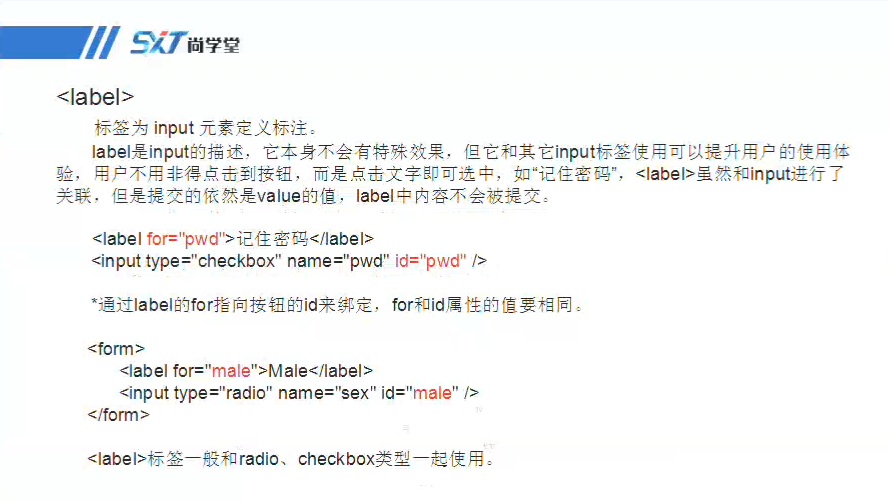 SXT尚学堂
<label>
标签为 input 元素定义标注。
label是input的描述，它本身不会有特殊效果，但它和其它input标签使用可以提升用户的使用体
验，用户不用非得点击到按钮，而是点击文字即可选中，如“记住密码”，<label>虽然和input进行了
关联，但是提交的依然是value的值，label中内容不会被提交。
<label for="pwd">记住密码</label>
<input type="checkbox" name="pwd" id="pwd" />
*通过label的for指向按钮的id来绑定，for和id属性的值要相同。
<form>
<label for="male">Male</label>
<input type="radio" name="sex" id="male" />
</form>
<label>标签一般和radio、checkbox类型一起使用。